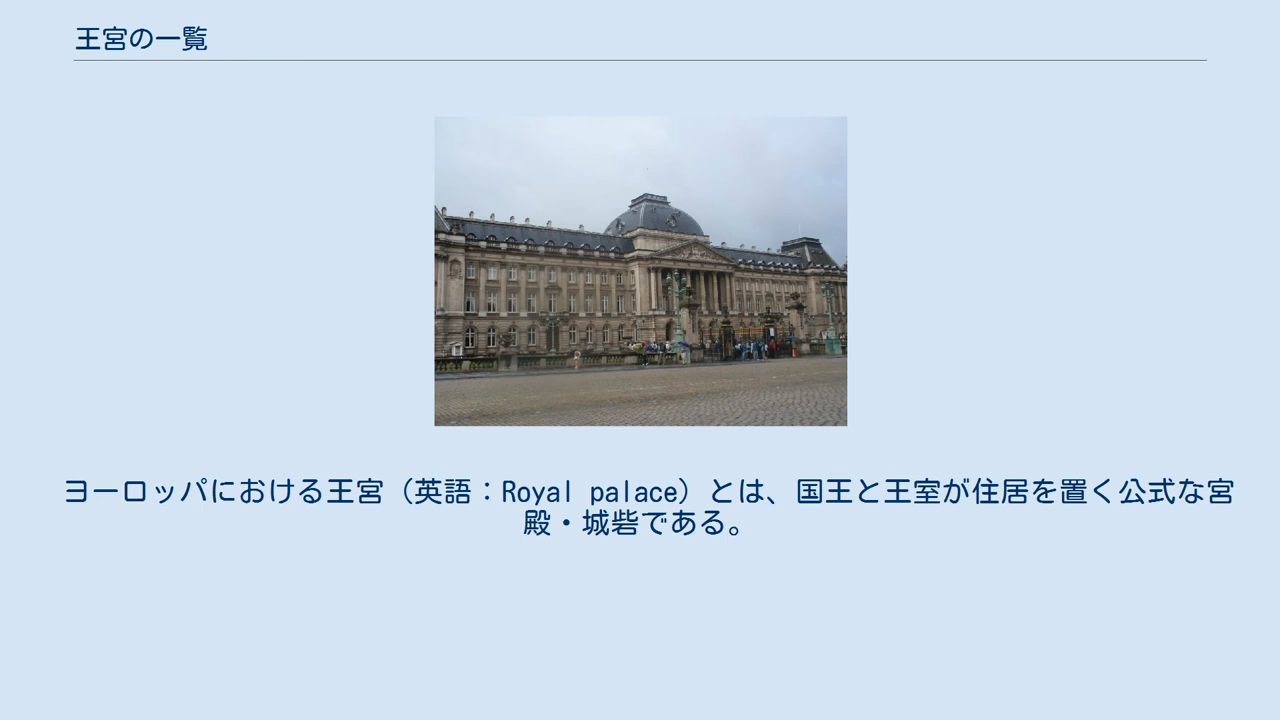 王宮の一覧
ヨーロッパにおける王宮（英語：Royal palace）とは、国王と王室が住居を置く公式な宮
殿・城砦である。